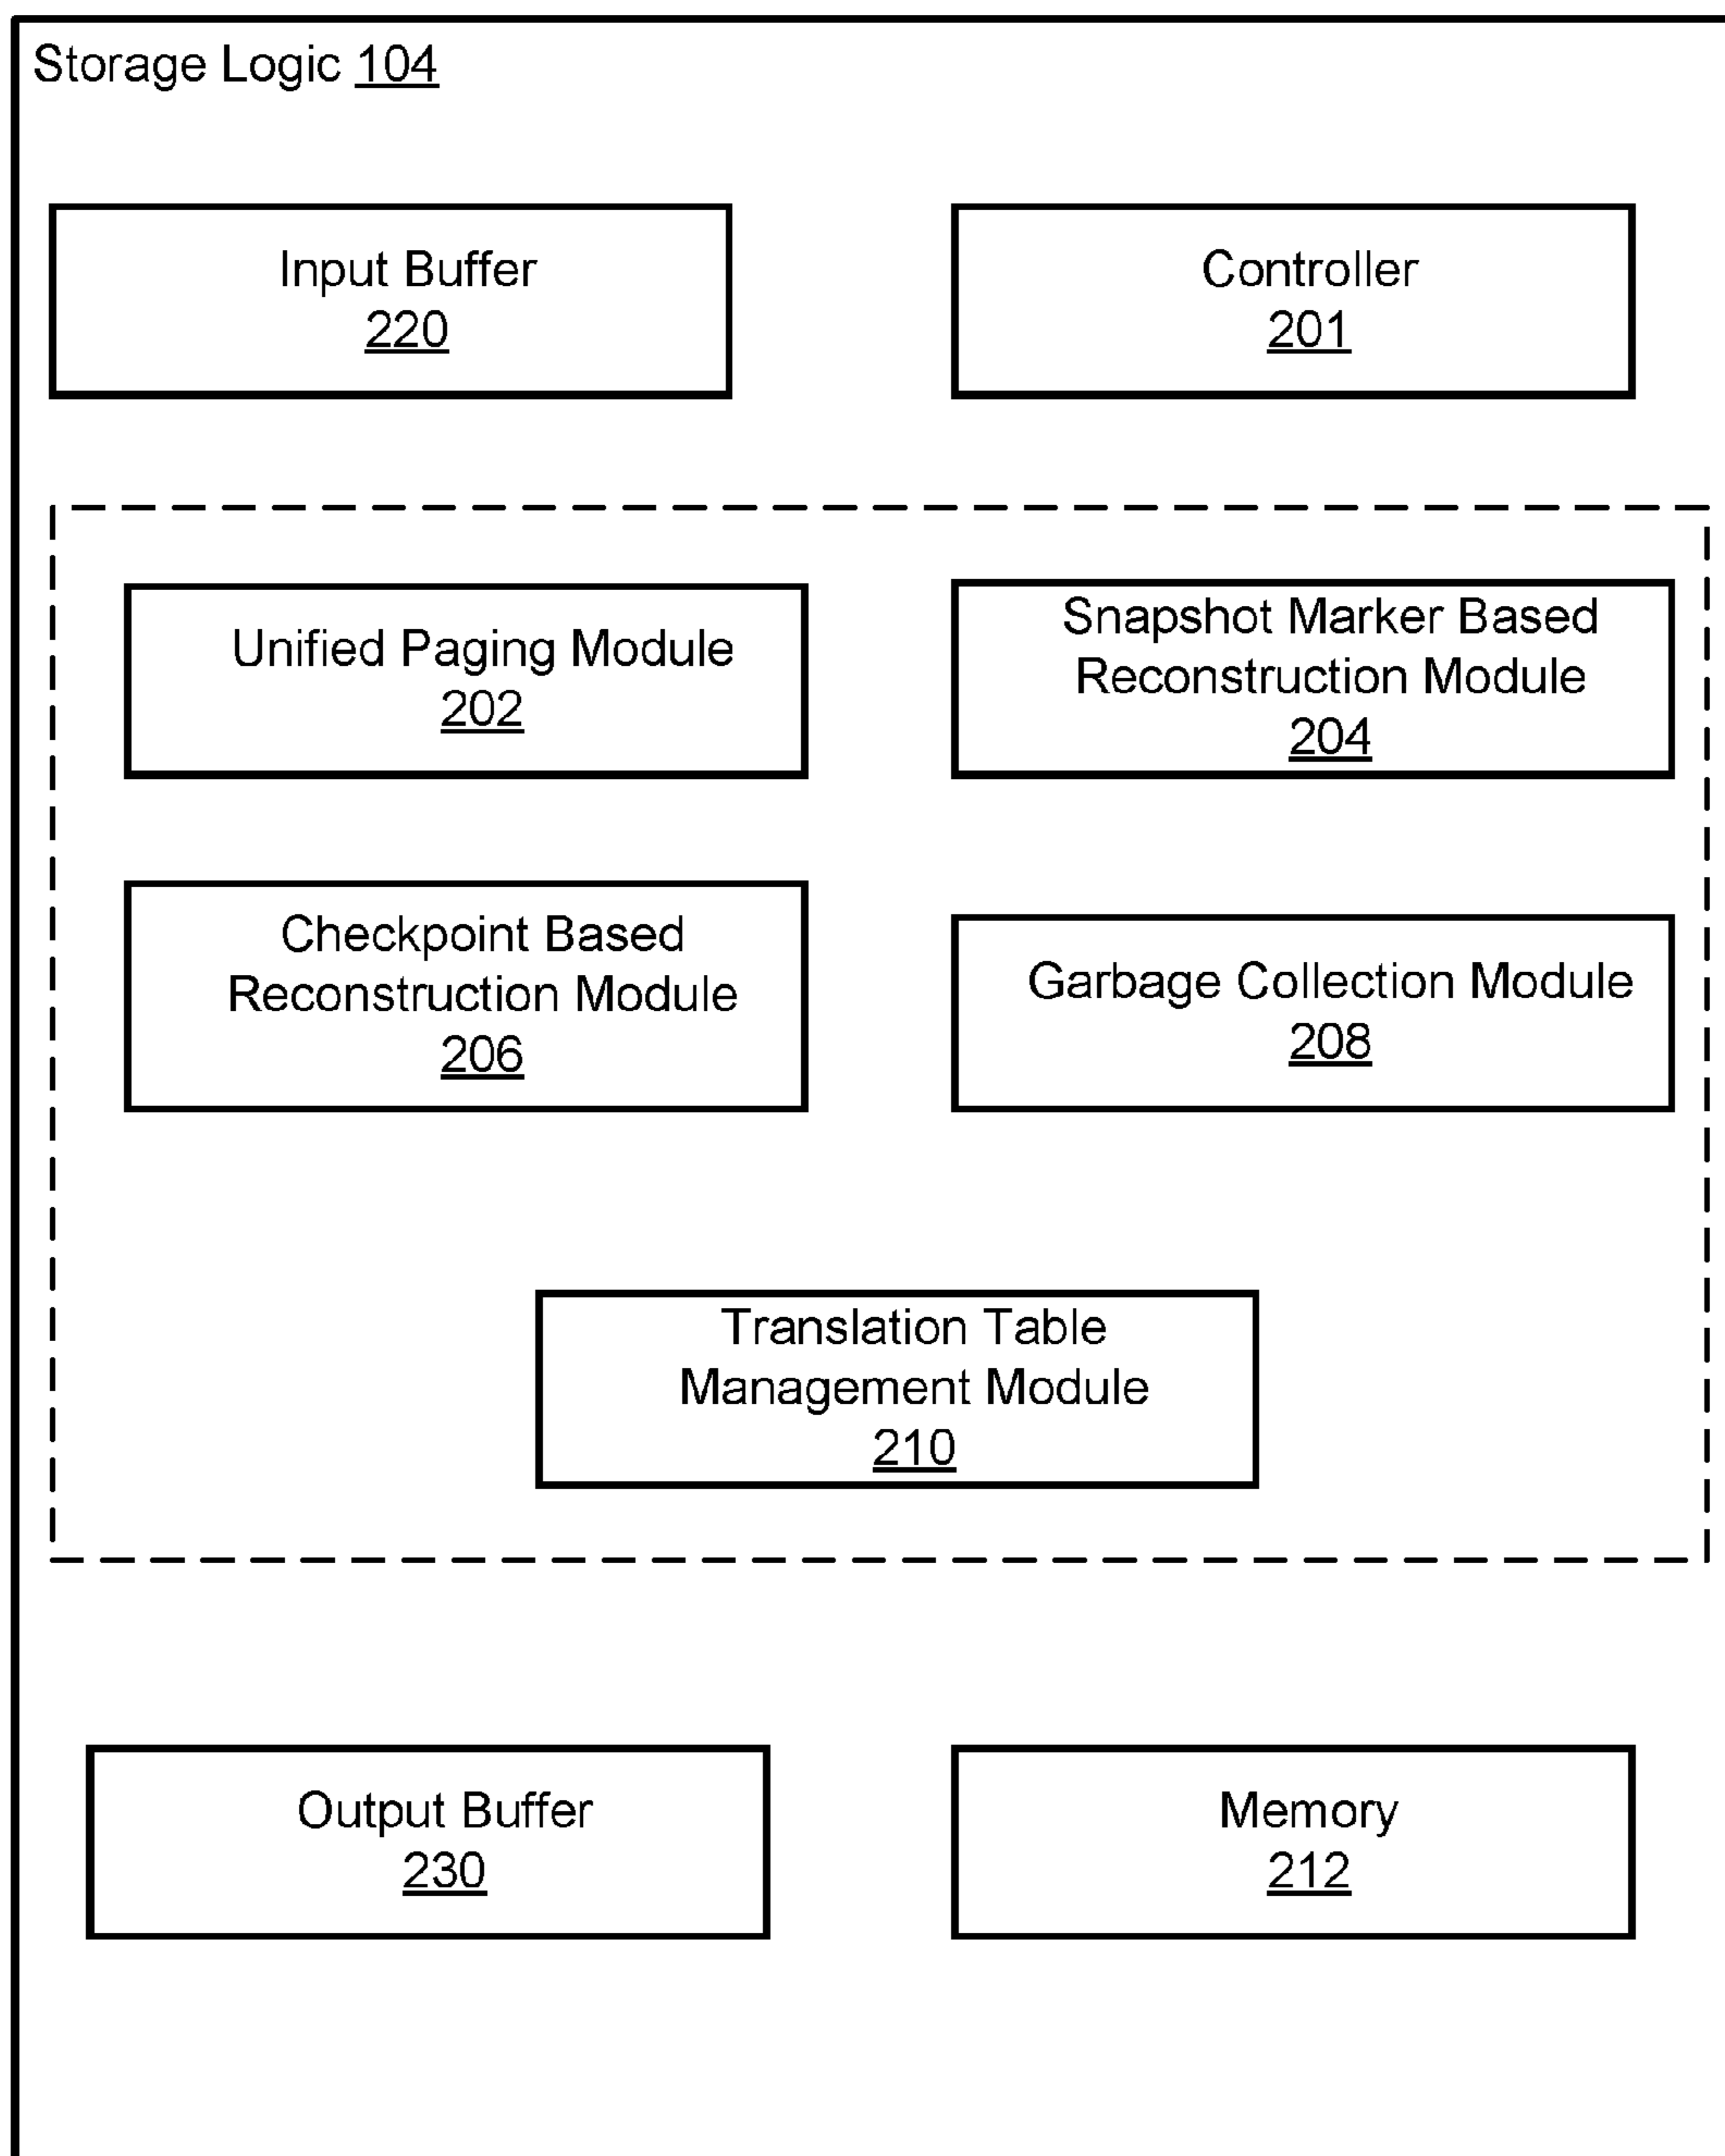 Storage Logic 104
Input Buffer
220
Controller
201
Unified Paging Module
202
Snapshot Marker Based
Reconstruction Module
204
Checkpoint Based
Reconstruction Module
206
Garbage Collection Module
208
Translation Table
Management Module
210
Output Buffer
230
Memory
212